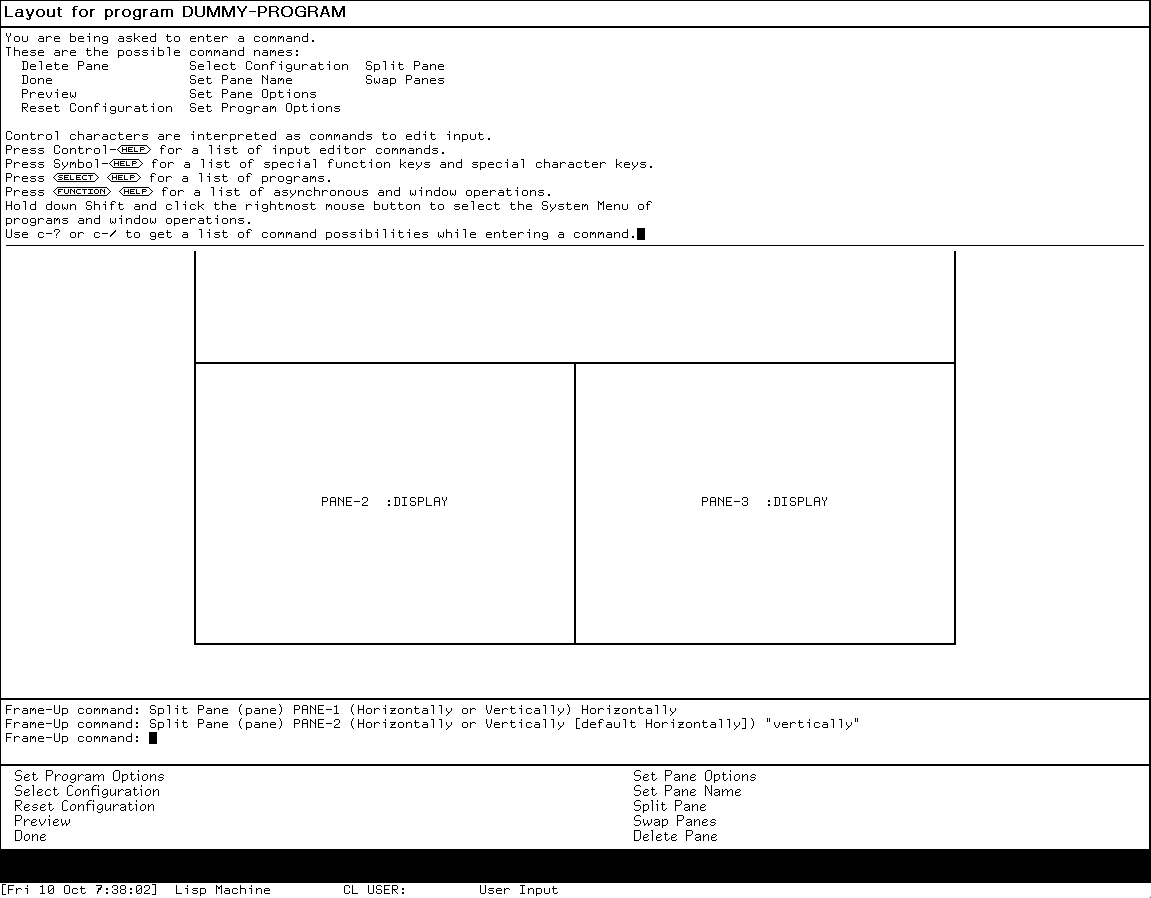 Layout for program DUMMY-PROGRAM
You are being asked to enter a command.
These are the possible command names:
Delete Pane Select Configuration Split Pane
Done Set Pane Name Swap Panes
Preview Set Pane Options
Reset Configuration Set Program Options
Control characters are interpreted as commands to edit input.
Press Control-HELP for a list of input editor commands.
Press Symbol-HELP for a list of special function keys and special character keys.
Press SELECT HELP for a list of programs.
Press FUNCTION HELP for a list of asynchronous and window operations.
Hold down Shift and click the rightmost mouse button to select the System Menu of
programs and window operations.
Use c-? or c-/ to get a list of command possibilities while entering a command.
PANE-2 :DISPLAY PANE-3 :DISPLAY
Frame-Up command: Split Pane (pane) PANE-1 (Horizontally or Vertically) Horizontally
Frame-Up command: Split Pane (pane) PANE-2 (Horizontally or Vertically [default Horizontally]) "vertically"
Frame-Up command:
Set Program Options Set Pane Options
Select Configuration Set Pane Name
Reset Configuration Split Pane
Preview Swap Panes
Done Delete Pane
[Fri 10 Oct 7:38:02] Lisp Machine CL USER: User Input